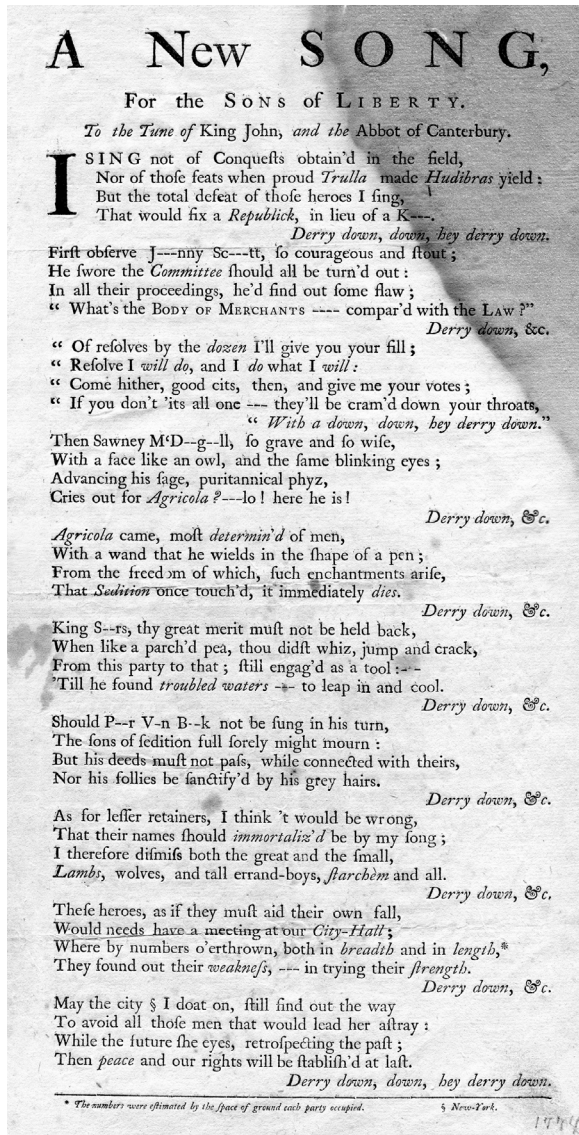 A New SONG,
For the SONS of LIBERTY.
To the Tune of King John, and the Abbot of Canterbury.
I SING not of Conqueſts obtain'd in the field,
Nor of thoſe feats when proud Trulla made Hudibras yield:
But the total defeat of thoſe heroes I ſing,
That would fix a Republick, in lieu of a K---.
Derry down, down, hey derry down.
Firſt obſerve J---nny Sc---tt, ſo courageous and ſtout;
He ſwore the Committee ſhould all be turn'd out:
In all their proceedings, he'd find out ſome flaw;
“ What's the BODY OF MERCHANTS ---- compar'd with the LAW?”
Derry down, &c.
“ Of reſolves by the dozen I'll give you your fill;
“ Reſolve I will do, and I do what I will:
“ Come hither, good cits, then, and give me your votes;
“ If you don't 'its all one --- they'll be cram'd down your throats,
“ With a down, down, hey derry down.”
Then Sawney M‘D--g--ll, ſo grave and ſo wiſe,
With a face like an owl, and the ſame blinking eyes;
Advancing his ſage, puritannical phyz,
Cries out for Agricola?---lo! here he is!
Derry down, &c.
Agricola came, moſt determin'd of men,
With a wand that he wields in the ſhape of a pen;
From the freedom of which, ſuch enchantments ariſe,
That Sedition once touch'd, it immediately dies.
Derry down, &c.
King S--rs, thy great merit muſt not be held back,
When like a parch'd pea, thou didſt whiz, jump and crack,
From this party to that; ſtill engag'd as a tool:---
'Till he found troubled waters --- to leap in and cool.
Derry down, &c.
Should P--r V-n B--k not be ſung in his turn,
The ſons of ſedition full ſorely might mourn:
But his deeds muſt not paſs, while connected with theirs,
Nor his follies be ſanctify'd by his grey hairs.
Derry down, &c.
As for leſſer retainers, I think 't would be wrong,
That their names ſhould immortaliz'd be by my ſong;
I therefore diſmiſs both the great and the ſmall,
Lambs, wolves, and tall errand-boys, ſtarchèm and all.
Derry down, &c.
Theſe heroes, as if they muſt aid their own fall,
Would needs have a meeting at our City-Hall;
Where by numbers o'erthrown, both in breadth and in length,*
They found out their weakneſs, --- in trying their ſtrength.
Derry down, &c.
May the city § I doat on, ſtill find out the way
To avoid all thoſe men that would lead her aſtray:
While the future ſhe eyes, retroſpecting the paſt;
Then peace and our rights will be ſtabliſh'd at laſt.
Derry down, down, hey derry down.
* The numbers were eſtimated by the ſpace of ground each party occupied. § New-York.
1774